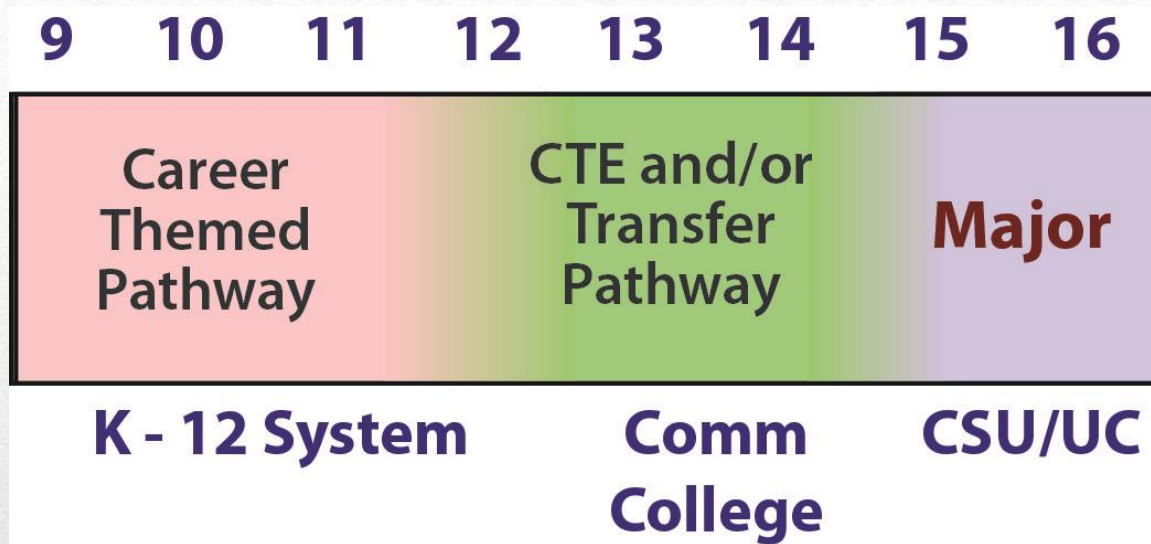 9 10 11 12 13 14 15 16
Career
Themed
Pathway
CTE and/or
Transfer
Pathway
Major
K - 12 System
Comm
College
CSU/UC